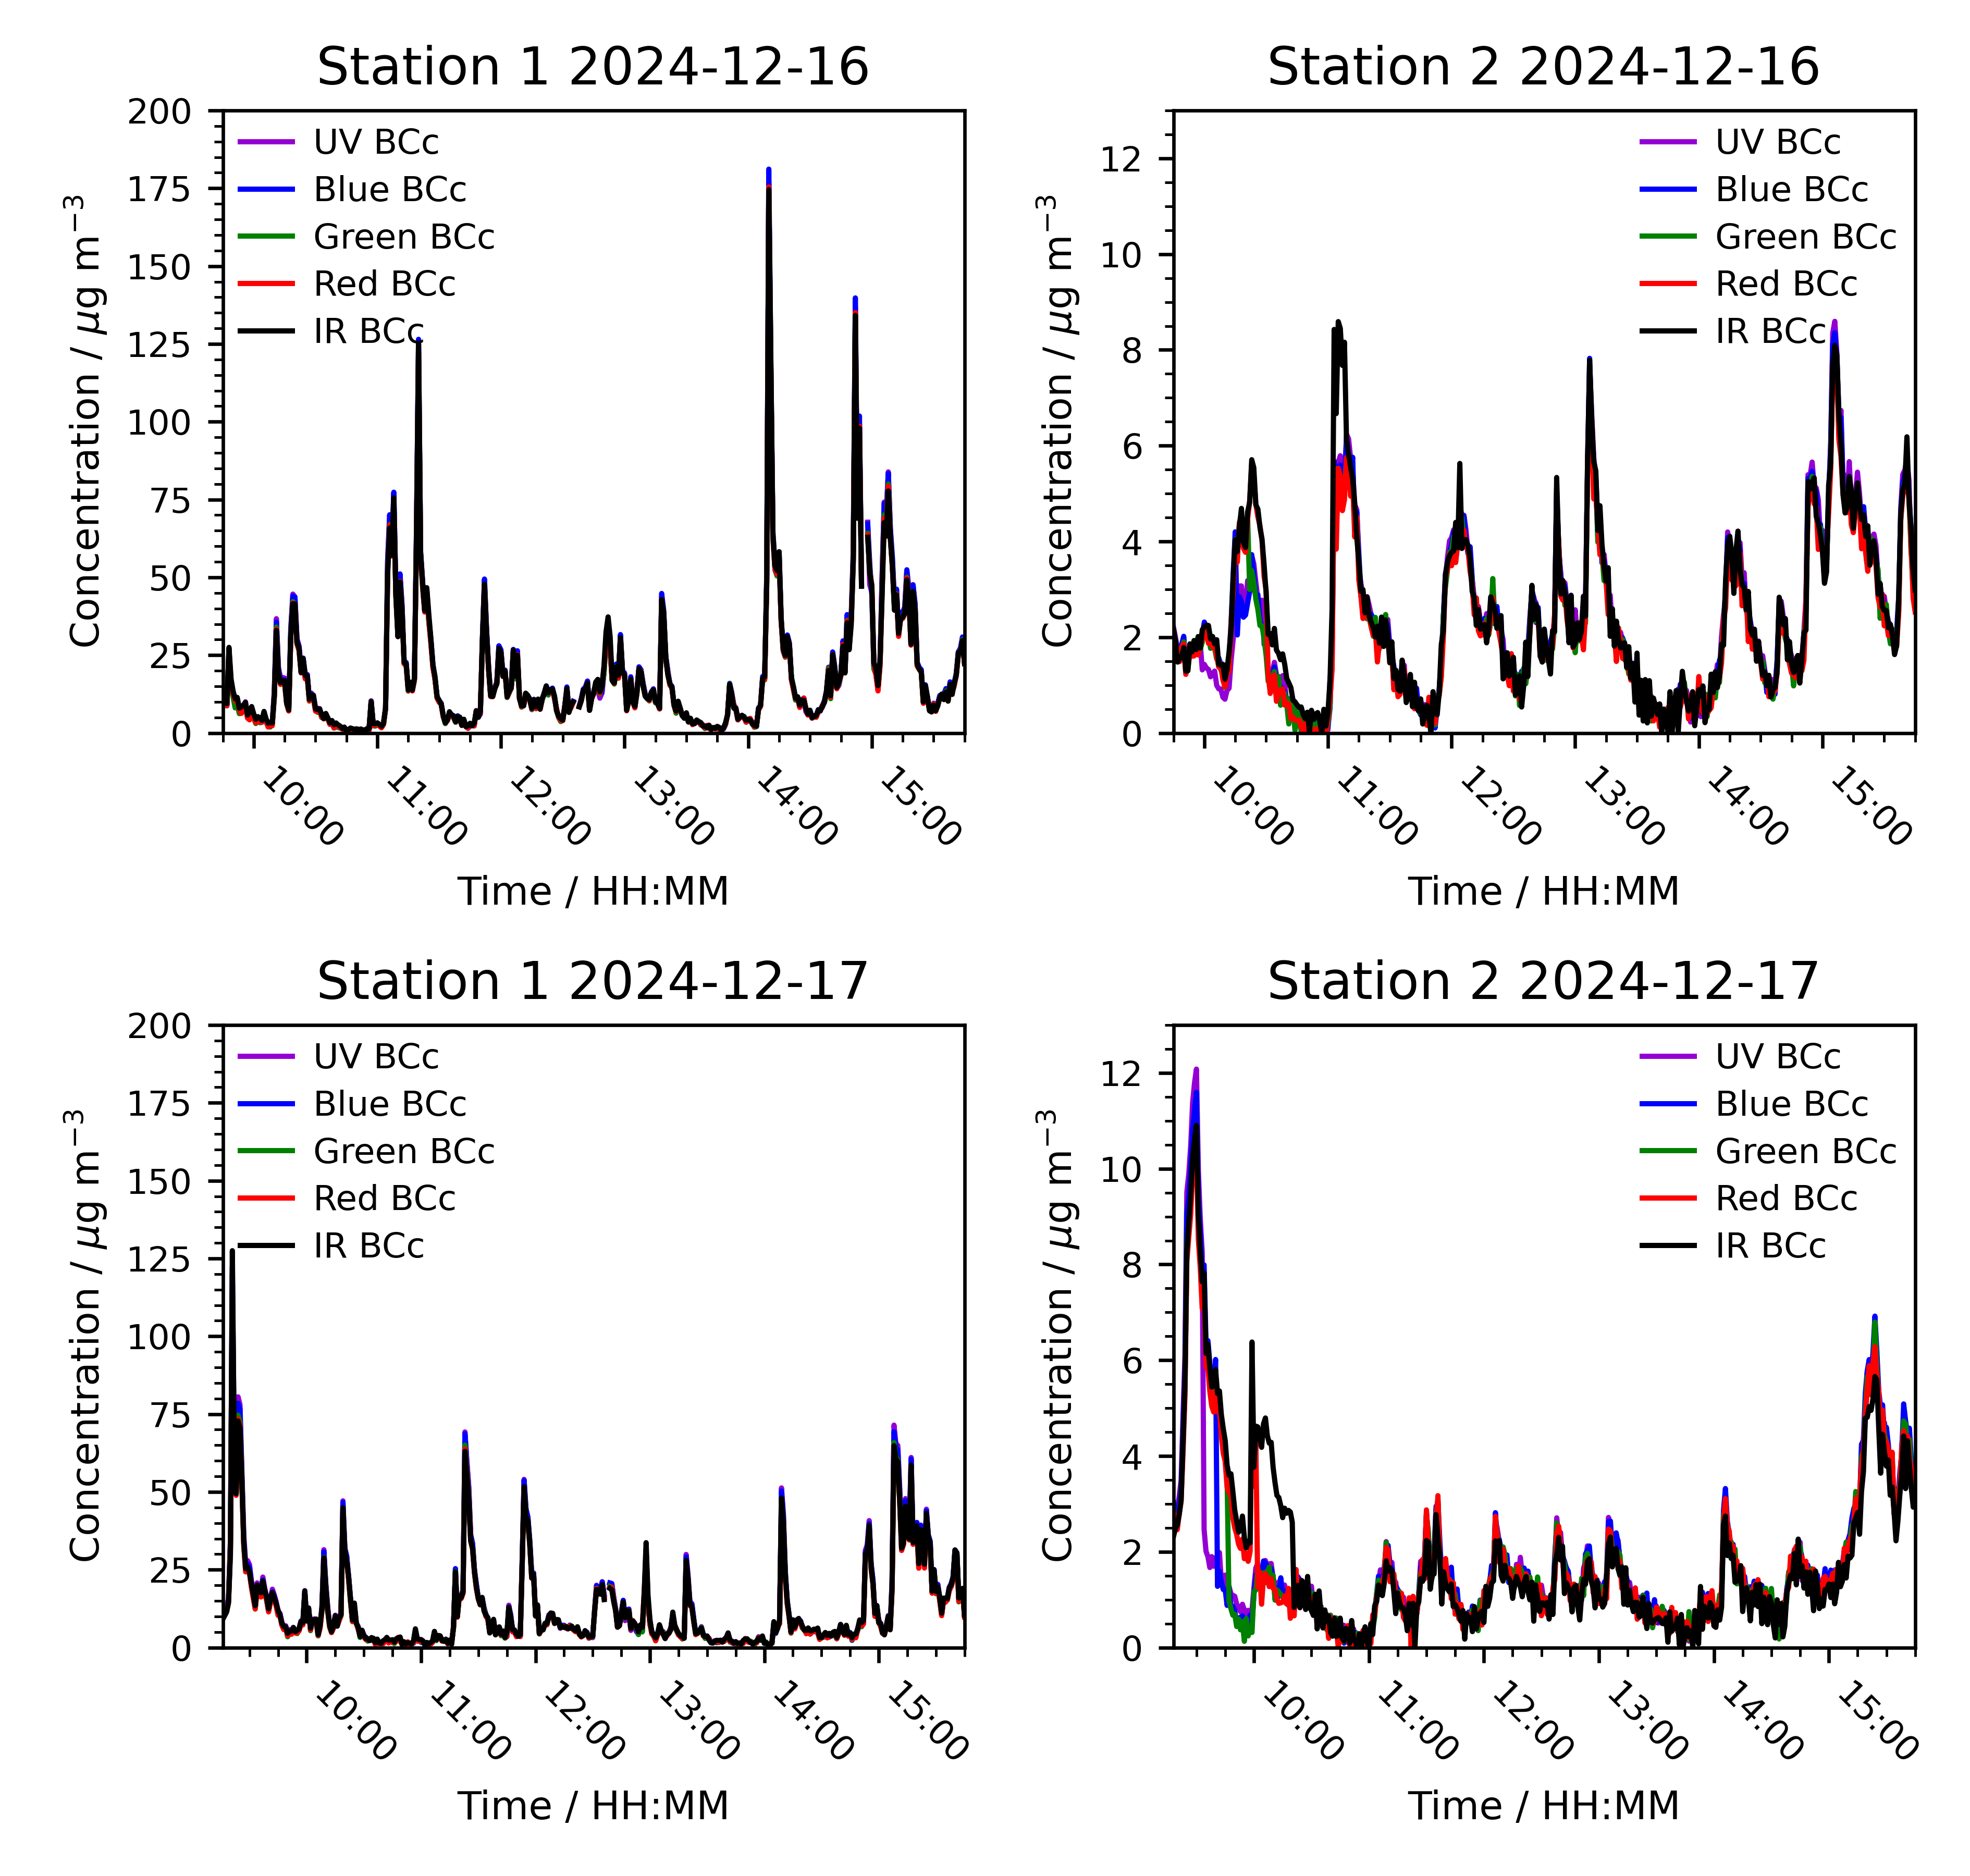 Station 1 2024-12-16
200
175
150
125
100
75
50
25
0
Concentration / μg m⁻³
UV BCc
Blue BCc
Green BCc
Red BCc
IR BCc
10:00
11:00
12:00
13:00
14:00
15:00
Time / HH:MM
Station 2 2024-12-16
12
10
8
6
4
2
0
Concentration / μg m⁻³
UV BCc
Blue BCc
Green BCc
Red BCc
IR BCc
10:00
11:00
12:00
13:00
14:00
15:00
Time / HH:MM
Station 1 2024-12-17
200
175
150
125
100
75
50
25
0
Concentration / μg m⁻³
UV BCc
Blue BCc
Green BCc
Red BCc
IR BCc
10:00
11:00
12:00
13:00
14:00
15:00
Time / HH:MM
Station 2 2024-12-17
12
10
8
6
4
2
0
Concentration / μg m⁻³
UV BCc
Blue BCc
Green BCc
Red BCc
IR BCc
10:00
11:00
12:00
13:00
14:00
15:00
Time / HH:MM